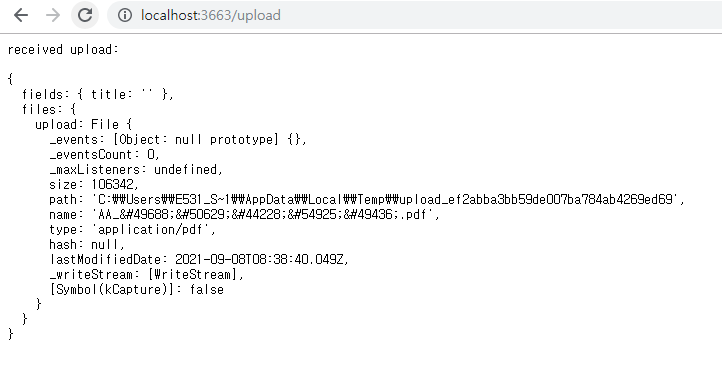 localhost:3663/upload
received upload:
{
fields: { title: '' },
files: {
upload: File {
_events: [Object: null prototype] {},
_eventsCount: 0,
_maxListeners: undefined,
size: 106342,
path: 'C:₩₩Users₩₩E531_S~1₩₩AppData₩₩Local₩₩Temp₩₩upload_ef2abba3bb59de007ba784ab4269ed69',
name: 'AA_&#49688;&#50629;&#44228;&#54925;&#49436;.pdf',
type: 'application/pdf',
hash: null,
lastModifiedDate: 2021-09-08T08:38:40.049Z,
_writeStream: [WriteStream],
[Symbol(kCapture)]: false
}
}
}